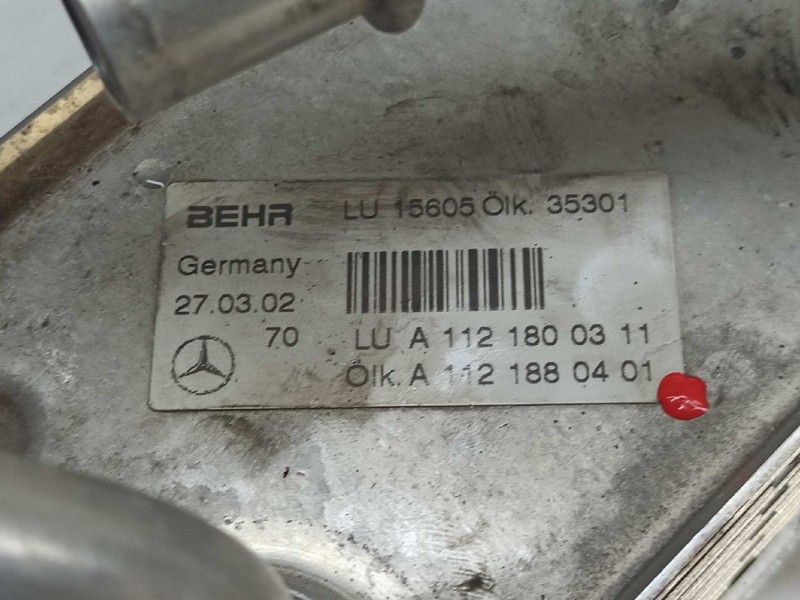 BEHR LU 15605 Ölk. 35301
Germany
27.03.02
70 LU A 112 180 03 11
Ölk. A 112 188 04 01